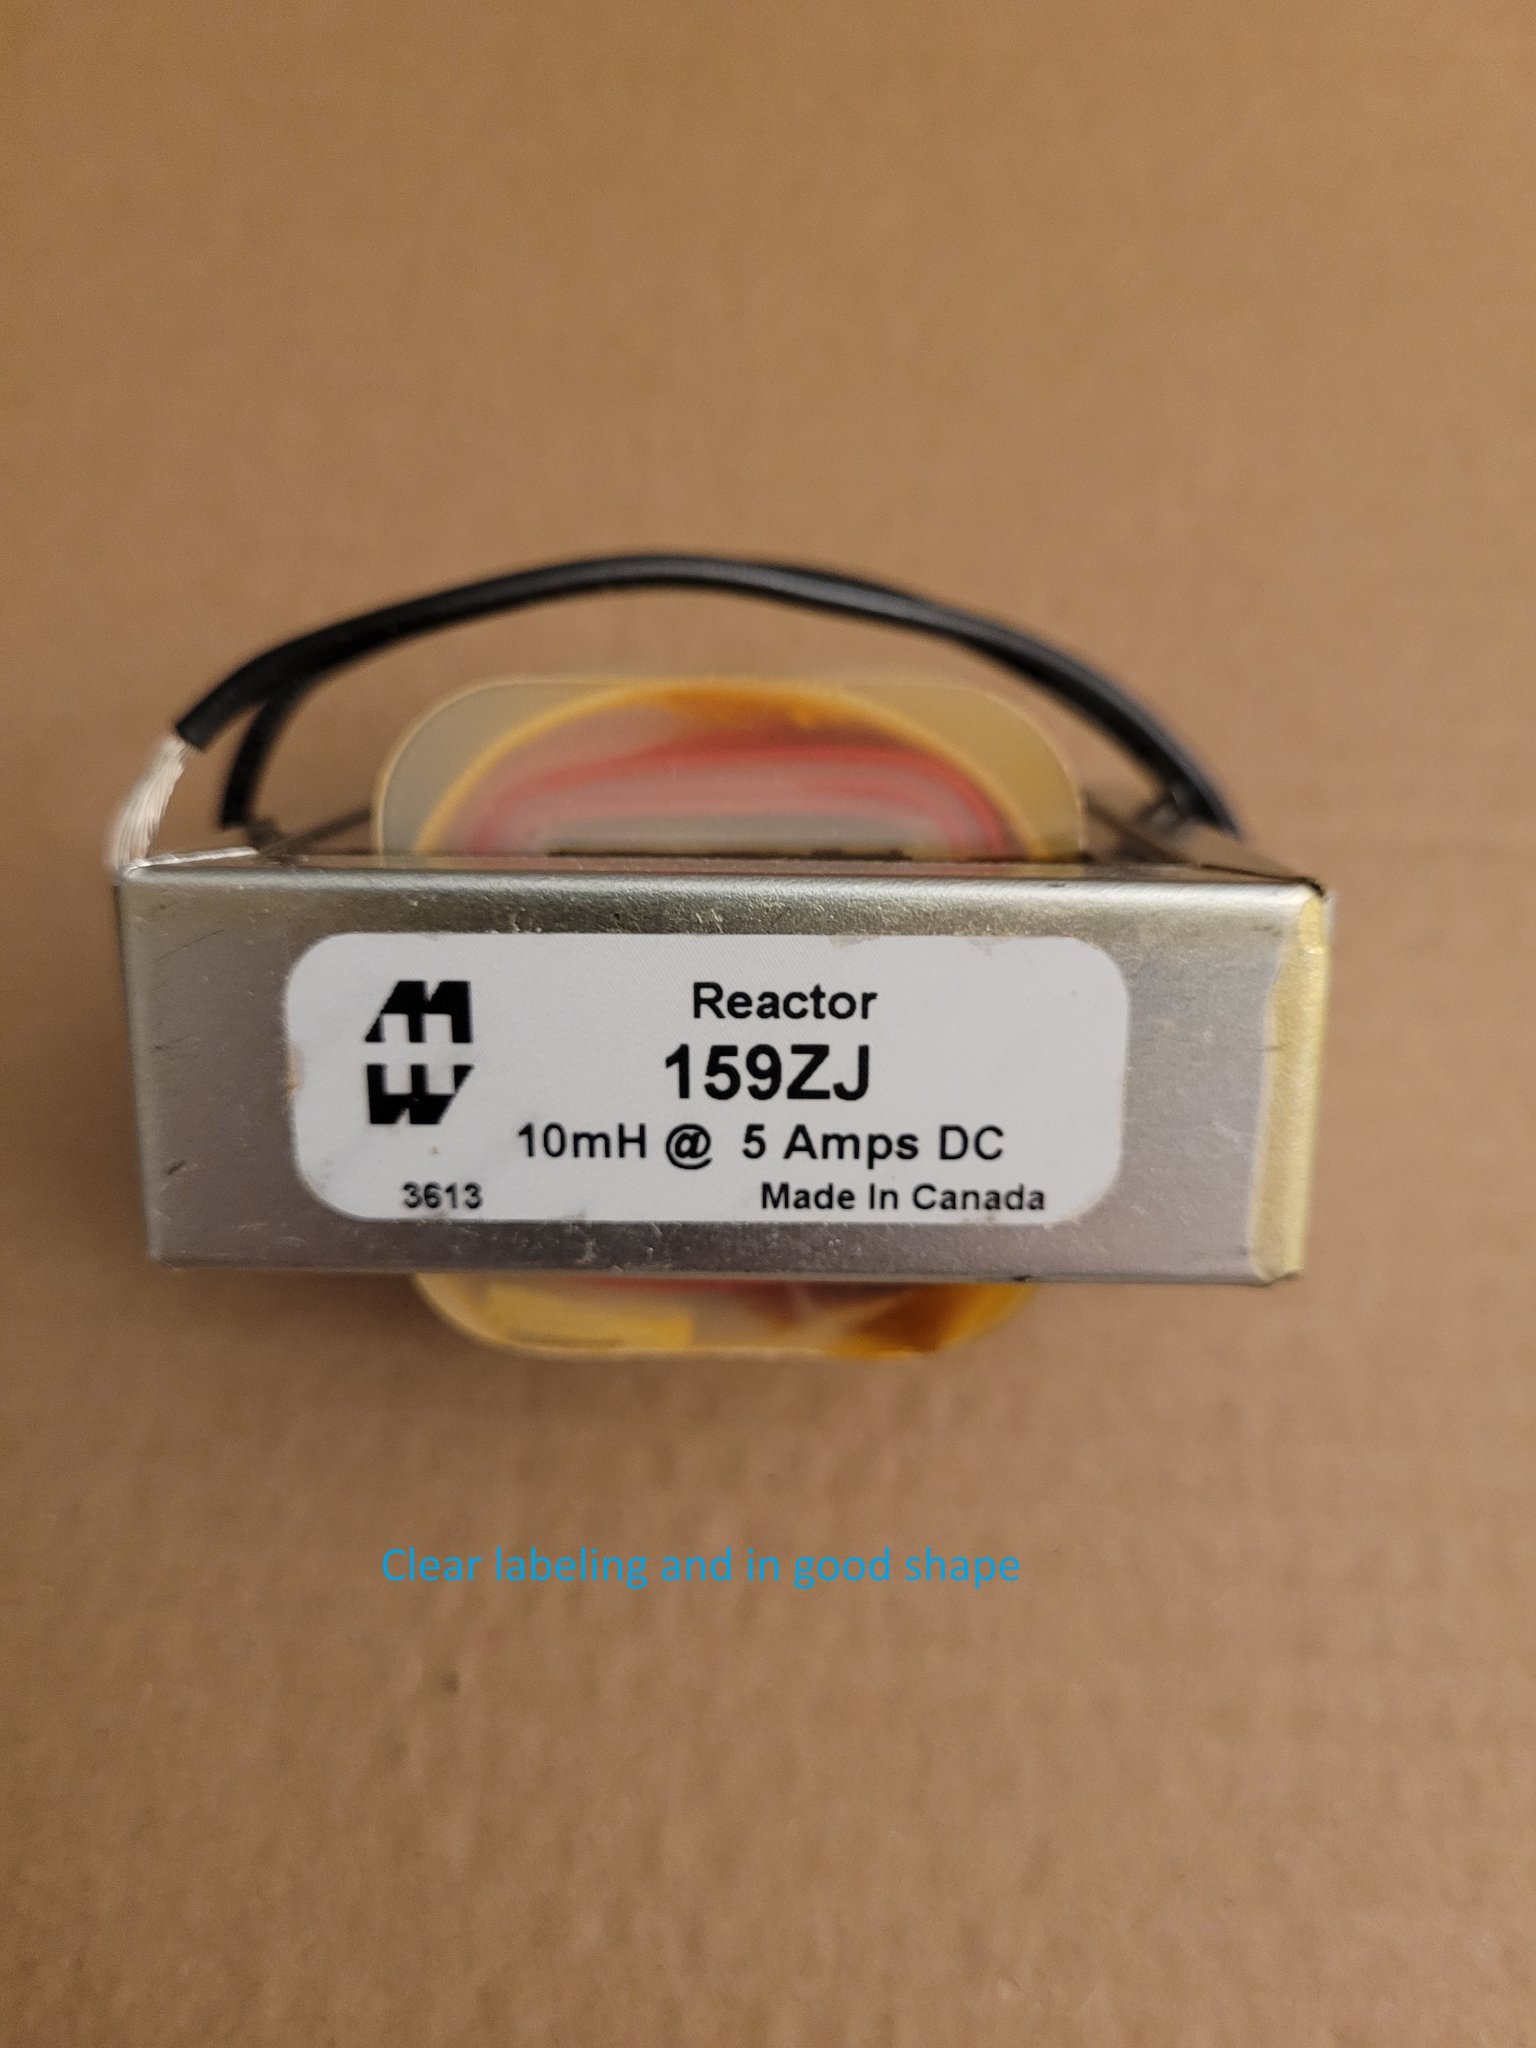 Reactor
159ZJ
10mH @ 5 Amps DC
3613 Made In Canada
Clear labeling and in good shape